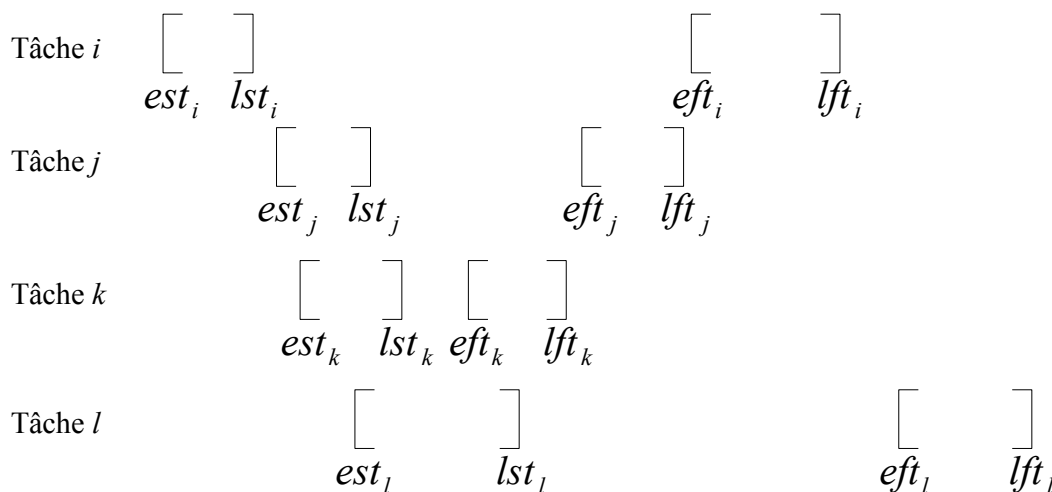 Tâche i
est_i lst_i eft_i lft_i
Tâche j
est_j lst_j eft_j lft_j
Tâche k
est_k lst_k eft_k lft_k
Tâche l
est_l lst_l eft_l lft_l